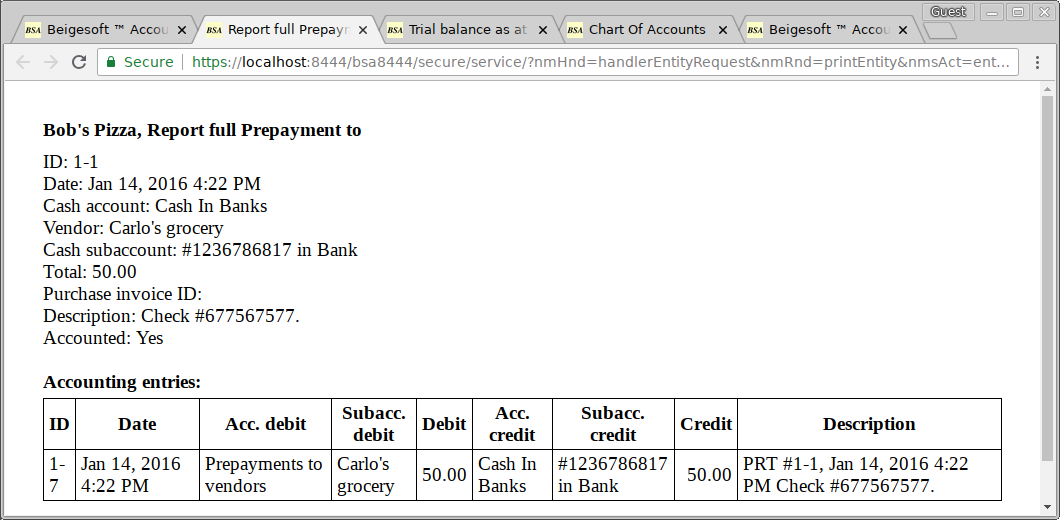 Guest
BSA Beigesoft ™ Accou
BSA Report full Prepayn
BSA Trial balance as at
BSA Chart Of Accounts
BSA Beigesoft ™ Accou
Secure https://localhost:8444/bsa8444/secure/service/?nmHnd=handlerEntityRequest&nmRnd=printEntity&nmsAct=ent...
Bob's Pizza, Report full Prepayment to
ID: 1-1
Date: Jan 14, 2016 4:22 PM
Cash account: Cash In Banks
Vendor: Carlo's grocery
Cash subaccount: #1236786817 in Bank
Total: 50.00
Purchase invoice ID:
Description: Check #677567577.
Accounted: Yes
Accounting entries:
ID Date Acc. debit Subacc. debit Debit Acc. credit Subacc. credit Credit Description
1-7 Jan 14, 2016 4:22 PM Prepayments to vendors Carlo's grocery 50.00 Cash In Banks #1236786817 in Bank 50.00 PRT #1-1, Jan 14, 2016 4:22 PM Check #677567577.